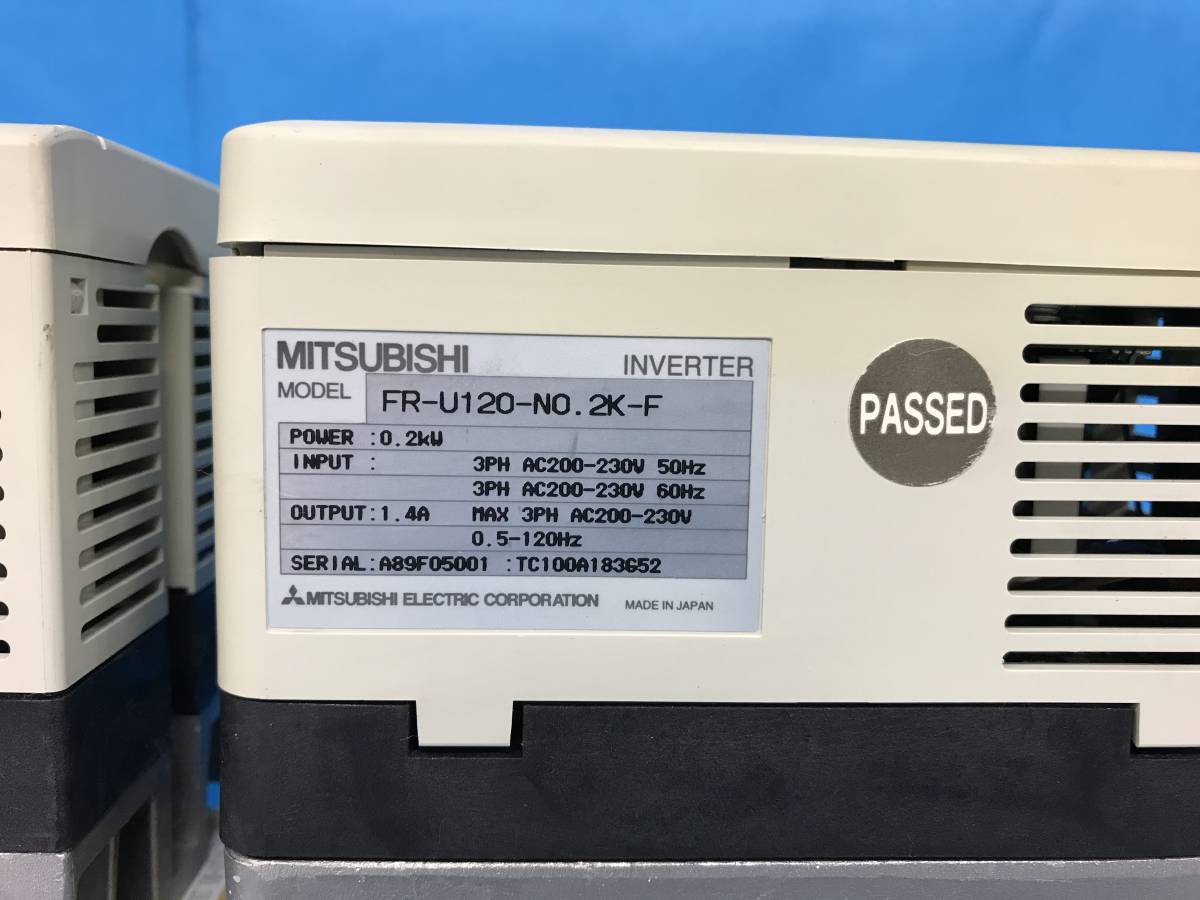 MITSUBISHI INVERTER
MODEL FR-U120-N0.2K-F
POWER :0.2kW
INPUT : 3PH AC200-230V 50Hz
3PH AC200-230V 60Hz
OUTPUT:1.4A MAX 3PH AC200-230V
0.5-120Hz
SERIAL:A89F05001 :TC100A183G52
MITSUBISHI ELECTRIC CORPORATION MADE IN JAPAN
PASSED